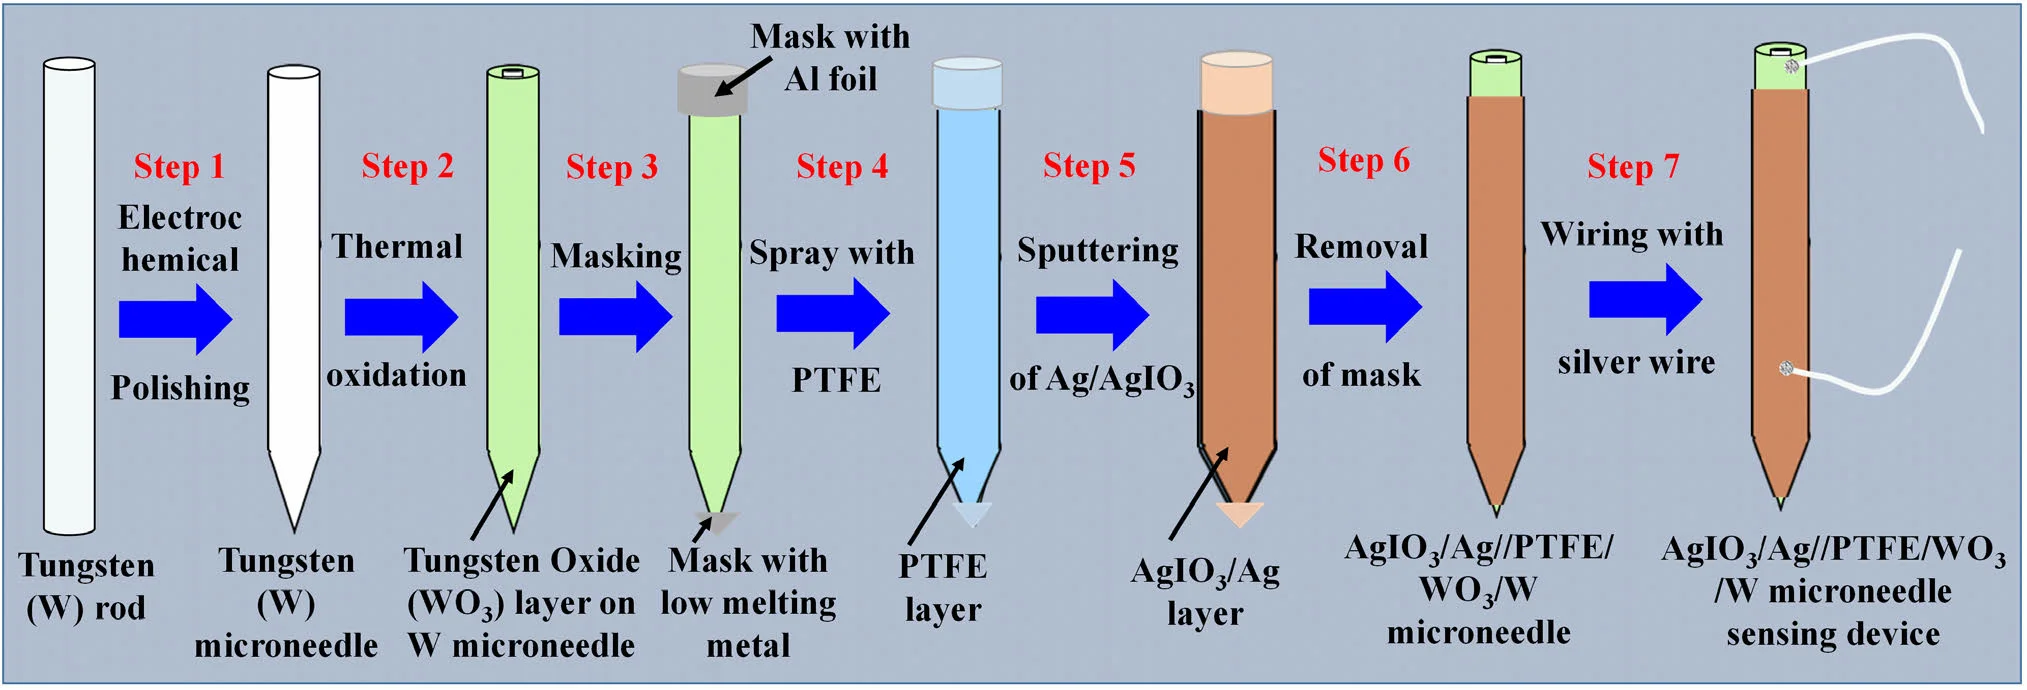 Step 1
Electroc
hemical
Polishing
Tungsten
(W) rod
Step 2
Thermal
oxidation
Tungsten
(W)
microneedle
Step 3
Masking
Tungsten Oxide
(WO₃) layer on
W microneedle
Mask with
Al foil
Mask with
low melting
metal
Step 4
Spray with
PTFE
PTFE
layer
Step 5
Sputtering
of Ag/AgIO₃
AgIO₃/Ag
layer
Step 6
Removal
of mask
AgIO₃/Ag//PTFE/
WO₃/W
microneedle
Step 7
Wiring with
silver wire
AgIO₃/Ag//PTFE/WO₃
/W microneedle
sensing device